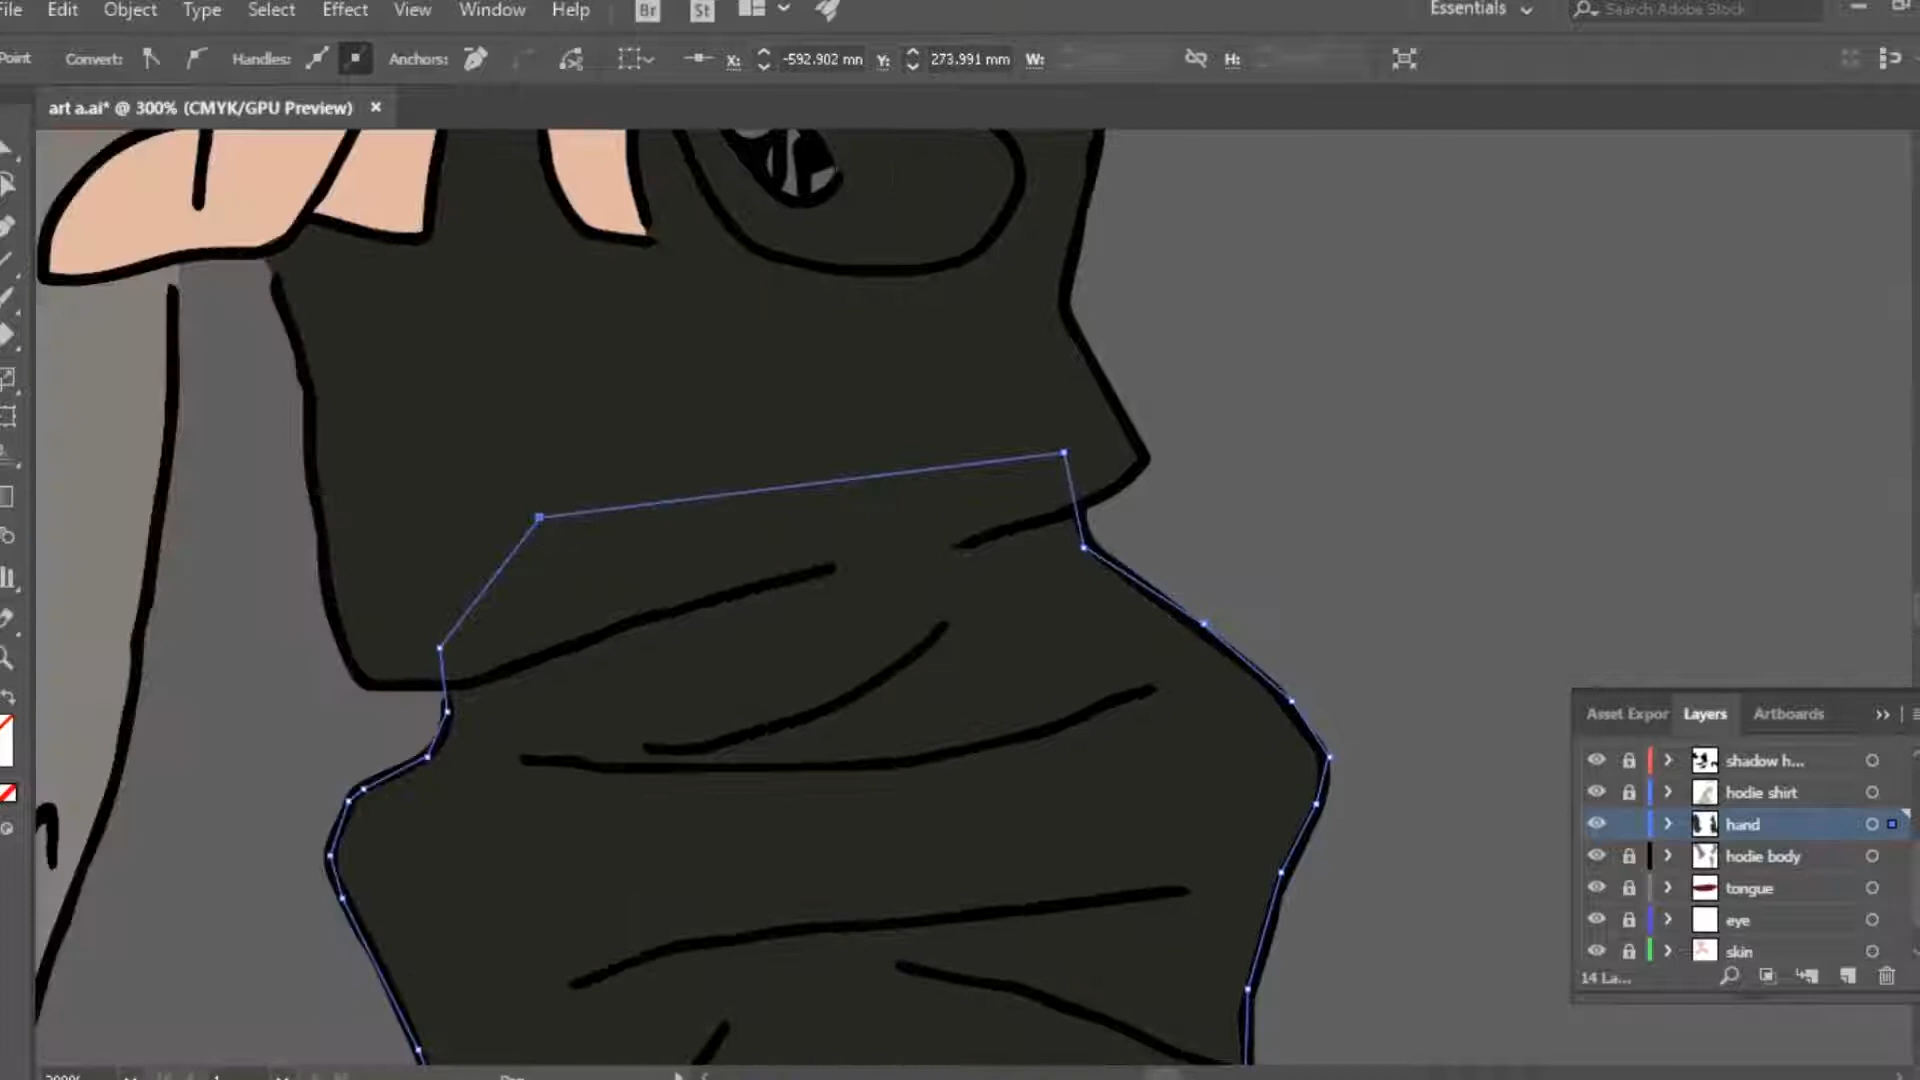 File Edit Object Type Select Effect View Window Help Br St Essentials Search Adobe Stock
Point Convert: Handles: Anchors: X: -592.902 mn Y: 273.991 mm W: H:
art a.ai* @ 300% (CMYK/GPU Preview) ×
Asset Expor Layers Artboards
shadow h...
hodie shirt
hand
hodie body
tongue
eye
skin
14 La...